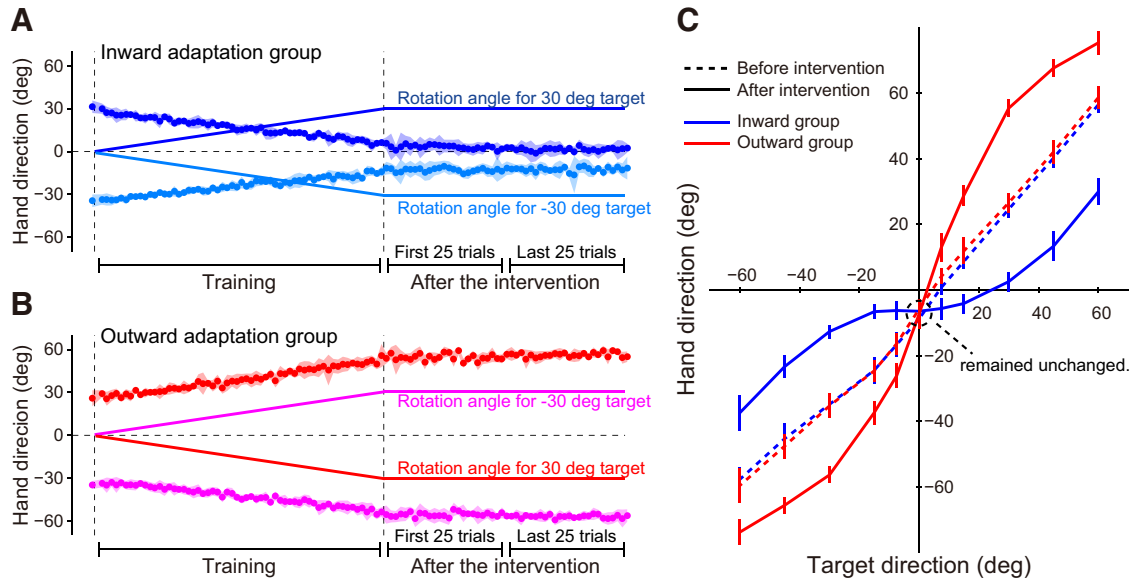 A
Inward adaptation group
Hand direction (deg)
60
30
0
−30
−60
Rotation angle for 30 deg target
Rotation angle for -30 deg target
First 25 trials
Last 25 trials
Training
After the intervention
B
Outward adaptation group
Hand direcion (deg)
60
30
0
−30
−60
Rotation angle for -30 deg target
Rotation angle for 30 deg target
First 25 trials
Last 25 trials
Training
After the intervention
C
Before intervention
After intervention
Inward group
Outward group
Hand direction (deg)
60
40
20
−60
−40
−20
20
40
60
−20
−40
−60
remained unchanged.
Target direction (deg)